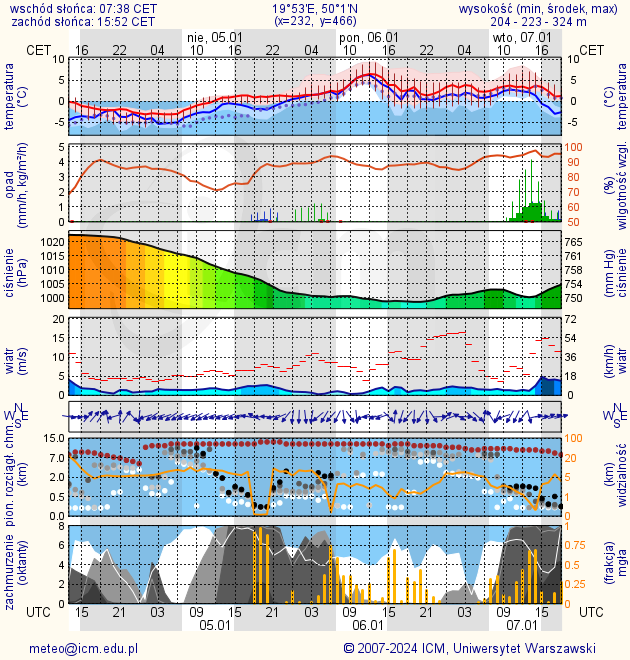 wschód słońca: 07:38 CET 19°53'E, 50°1'N wysokość (min, środek, max)
zachód słońca: 15:52 CET (x=232, y=466) 204 - 223 - 324 m
nie, 05.01 pon, 06.01 wto, 07.01
CET 16 22 04 10 16 22 04 10 16 22 04 10 16 CET
temperatura (°C)
10 5 0 -5
10 5 0 -5
temperatura (°C)
opad (mm/h, kg/m²/h)
5 4 3 2 1 0
100 90 80 70 60 50
wilgotność wzgl. (%)
ciśnienie (hPa)
1020 1015 1010 1005 1000
765 761 758 754 750
ciśnienie (mm Hg)
wiatr (m/s)
20 15 10 5 0
72 54 36 18 0
wiatr (km/h)
N W E S
N W E S
pion. rozciągł. chm. (km)
15.0 7.0 2.0 0.5 0.0
100 20 5 1 0
widzialność (km)
zachmurzenie (oktanty)
8 6 4 2 0
1 0.75 0.5 0.25 0
mgła (frakcja)
UTC 15 21 03 09 15 21 03 09 15 21 03 09 15 UTC
05.01 06.01 07.01
meteo@icm.edu.pl © 2007-2024 ICM, Uniwersytet Warszawski